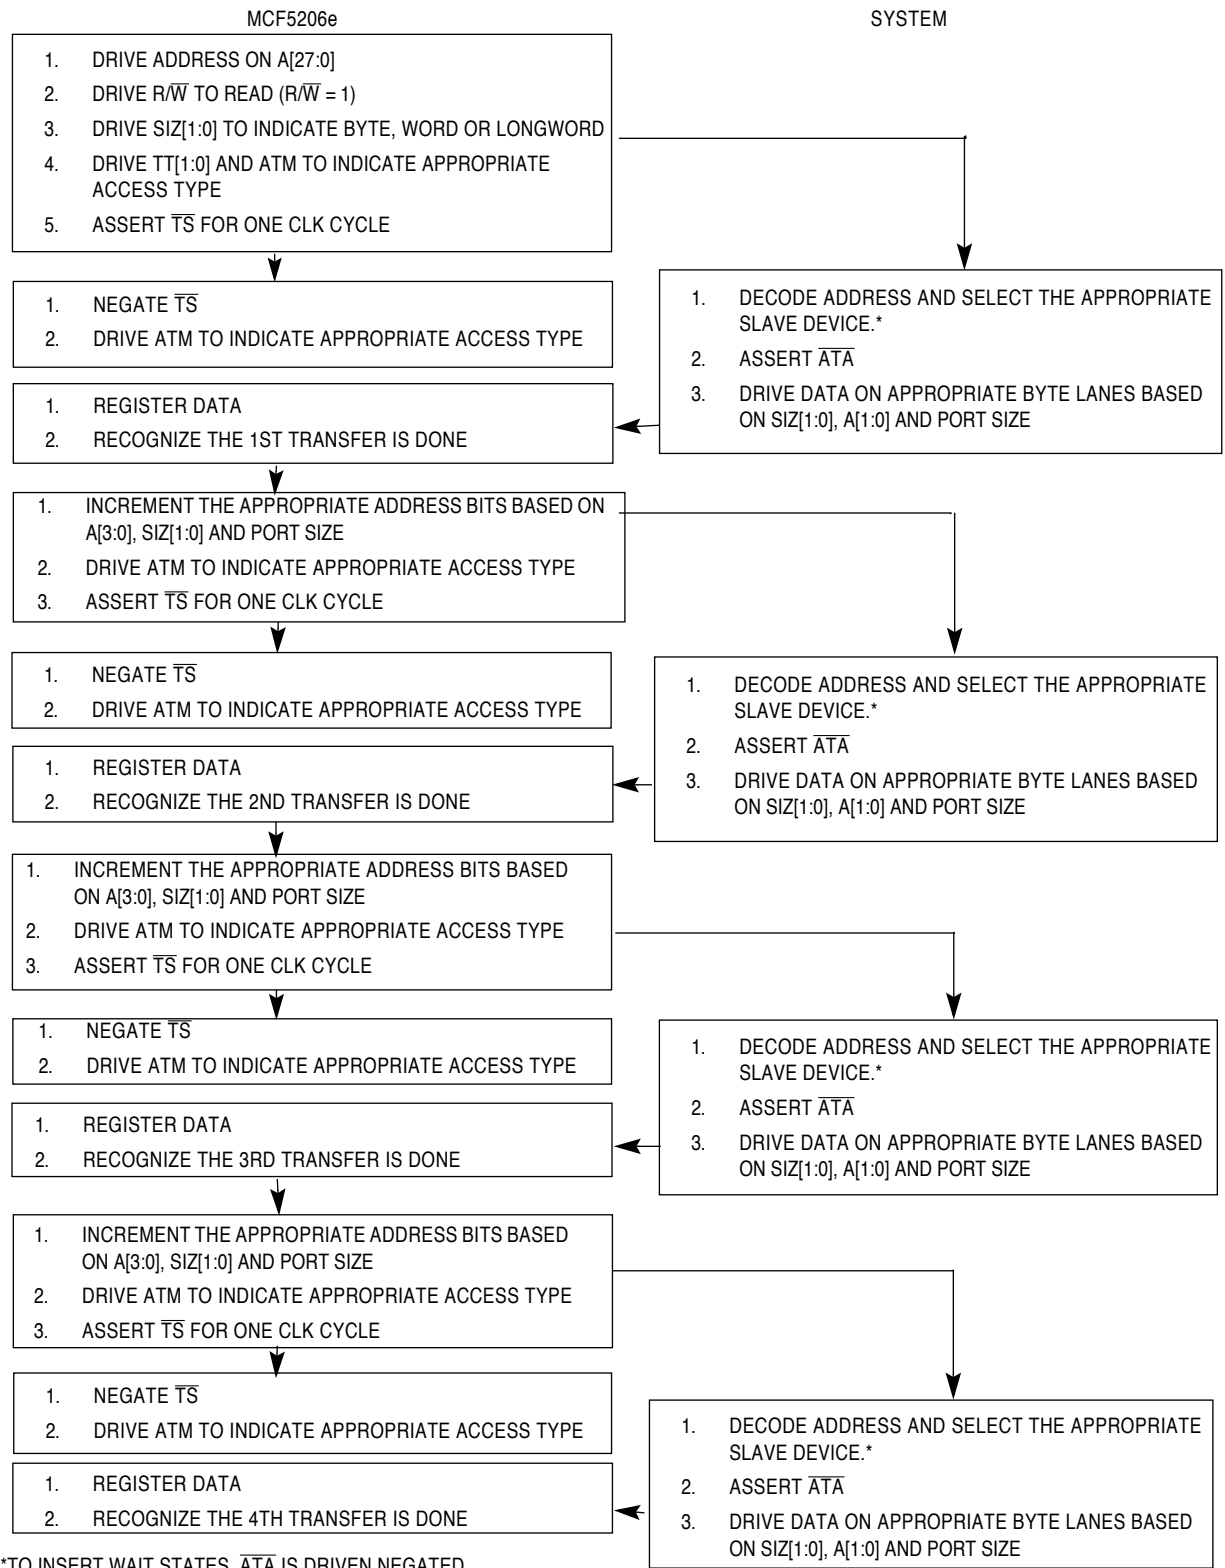 MCF5206e
SYSTEM
1. DRIVE ADDRESS ON A[27:0]
2. DRIVE R/W̅ TO READ (R/W̅ = 1)
3. DRIVE SIZ[1:0] TO INDICATE BYTE, WORD OR LONGWORD
4. DRIVE TT[1:0] AND ATM TO INDICATE APPROPRIATE
ACCESS TYPE
5. ASSERT T̅S̅ FOR ONE CLK CYCLE
1. NEGATE T̅S̅
2. DRIVE ATM TO INDICATE APPROPRIATE ACCESS TYPE
1. DECODE ADDRESS AND SELECT THE APPROPRIATE
SLAVE DEVICE.*
2. ASSERT A̅T̅A̅
3. DRIVE DATA ON APPROPRIATE BYTE LANES BASED
ON SIZ[1:0], A[1:0] AND PORT SIZE
1. REGISTER DATA
2. RECOGNIZE THE 1ST TRANSFER IS DONE
1. INCREMENT THE APPROPRIATE ADDRESS BITS BASED ON
A[3:0], SIZ[1:0] AND PORT SIZE
2. DRIVE ATM TO INDICATE APPROPRIATE ACCESS TYPE
3. ASSERT T̅S̅ FOR ONE CLK CYCLE
1. NEGATE T̅S̅
2. DRIVE ATM TO INDICATE APPROPRIATE ACCESS TYPE
1. DECODE ADDRESS AND SELECT THE APPROPRIATE
SLAVE DEVICE.*
2. ASSERT A̅T̅A̅
3. DRIVE DATA ON APPROPRIATE BYTE LANES BASED
ON SIZ[1:0], A[1:0] AND PORT SIZE
1. REGISTER DATA
2. RECOGNIZE THE 2ND TRANSFER IS DONE
1. INCREMENT THE APPROPRIATE ADDRESS BITS BASED
ON A[3:0], SIZ[1:0] AND PORT SIZE
2. DRIVE ATM TO INDICATE APPROPRIATE ACCESS TYPE
3. ASSERT T̅S̅ FOR ONE CLK CYCLE
1. NEGATE T̅S̅
2. DRIVE ATM TO INDICATE APPROPRIATE ACCESS TYPE
1. DECODE ADDRESS AND SELECT THE APPROPRIATE
SLAVE DEVICE.*
2. ASSERT A̅T̅A̅
3. DRIVE DATA ON APPROPRIATE BYTE LANES BASED
ON SIZ[1:0], A[1:0] AND PORT SIZE
1. REGISTER DATA
2. RECOGNIZE THE 3RD TRANSFER IS DONE
1. INCREMENT THE APPROPRIATE ADDRESS BITS BASED
ON A[3:0], SIZ[1:0] AND PORT SIZE
2. DRIVE ATM TO INDICATE APPROPRIATE ACCESS TYPE
3. ASSERT T̅S̅ FOR ONE CLK CYCLE
1. NEGATE T̅S̅
2. DRIVE ATM TO INDICATE APPROPRIATE ACCESS TYPE
1. DECODE ADDRESS AND SELECT THE APPROPRIATE
SLAVE DEVICE.*
2. ASSERT A̅T̅A̅
3. DRIVE DATA ON APPROPRIATE BYTE LANES BASED
ON SIZ[1:0], A[1:0] AND PORT SIZE
1. REGISTER DATA
2. RECOGNIZE THE 4TH TRANSFER IS DONE
*TO INSERT WAIT STATES, A̅T̅A̅ IS DRIVEN NEGATED